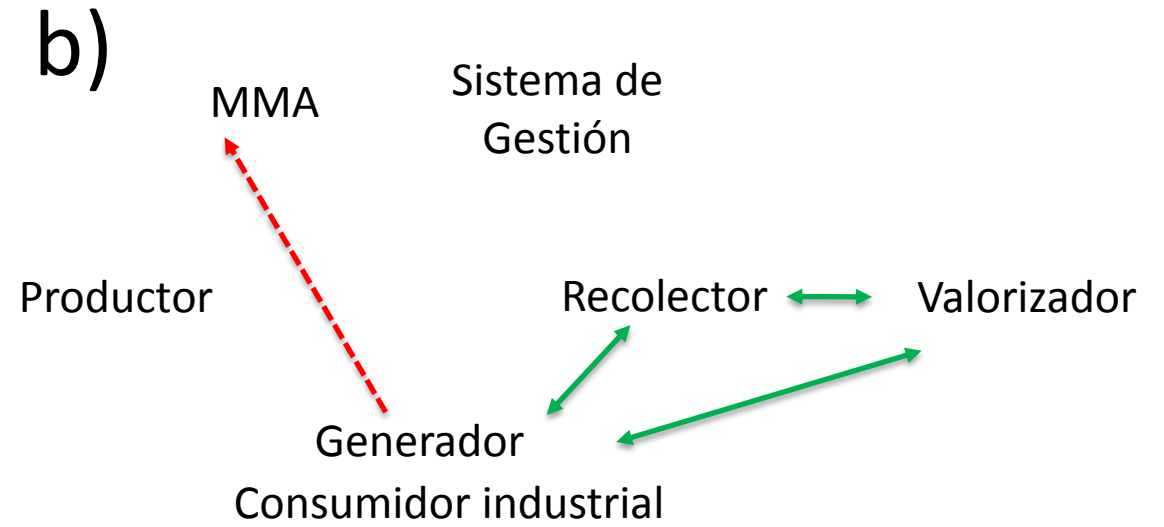 b)
MMA
Sistema de
Gestión
Productor
Recolector
Valorizador
Generador
Consumidor industrial